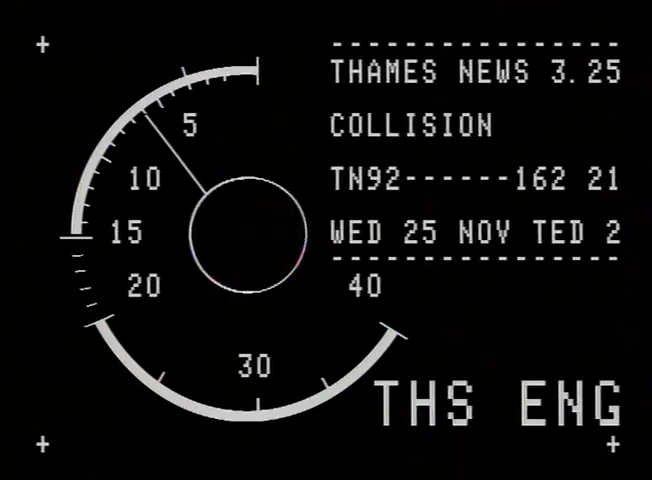 THAMES NEWS 3.25
COLLISION
TN92------162 21
WED 25 NOV TED 2
5
10
15
20
30
40
THS ENG